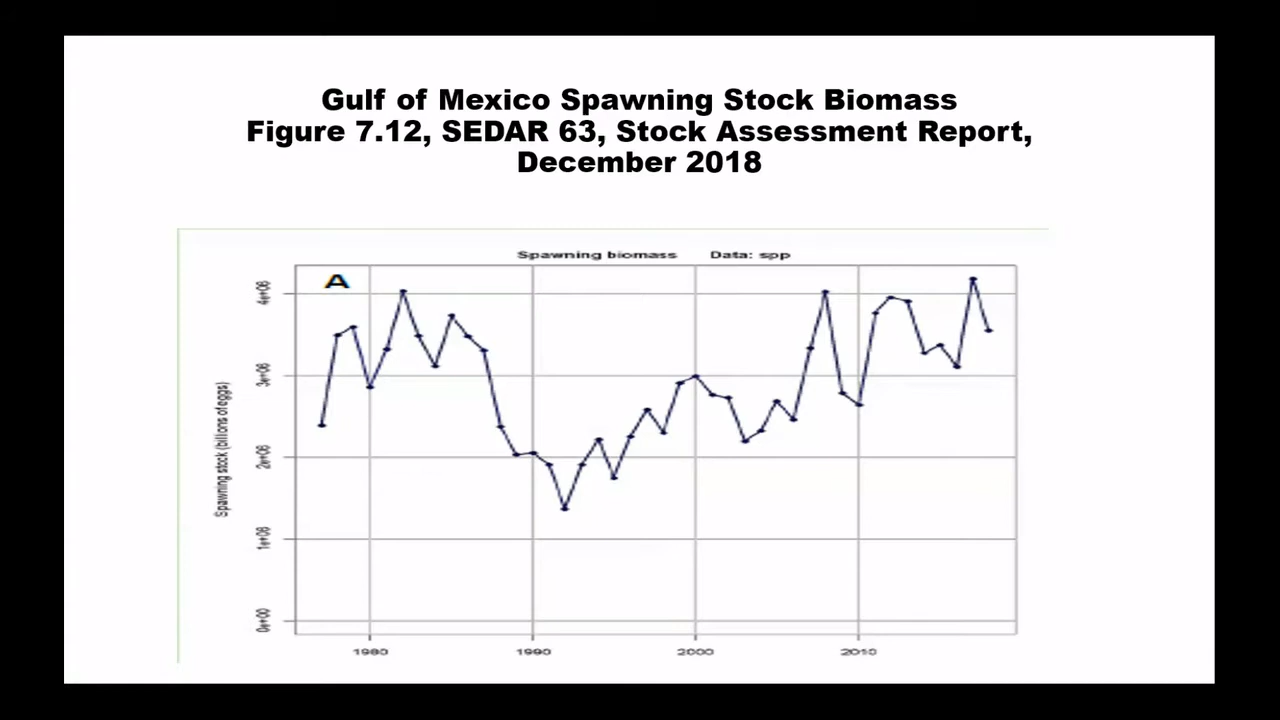 Gulf of Mexico Spawning Stock Biomass
Figure 7.12, SEDAR 63, Stock Assessment Report,
December 2018
Spawning biomass Data: spp
A
4e+06
3e+06
2e+06
1e+06
0e+00
Spawning stock (billions of eggs)
1980 1990 2000 2010